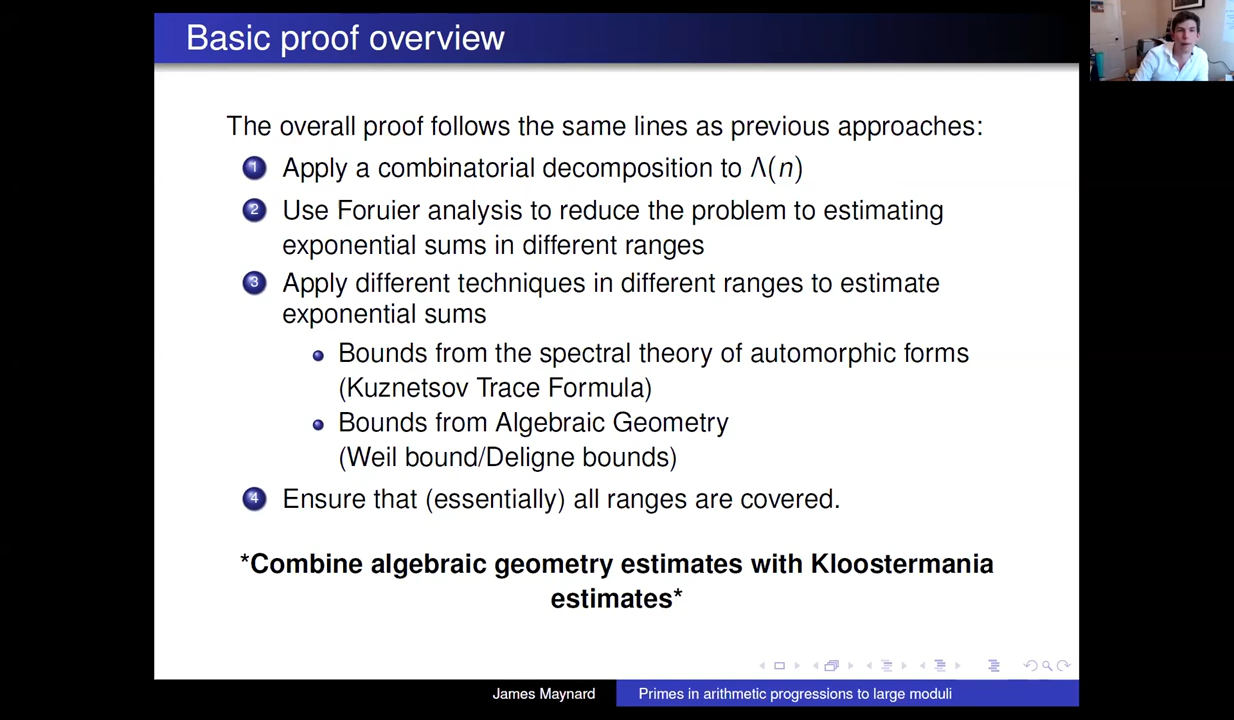 Basic proof overview
The overall proof follows the same lines as previous approaches:
1 Apply a combinatorial decomposition to Λ(n)
2 Use Foruier analysis to reduce the problem to estimating
exponential sums in different ranges
3 Apply different techniques in different ranges to estimate
exponential sums
Bounds from the spectral theory of automorphic forms
(Kuznetsov Trace Formula)
Bounds from Algebraic Geometry
(Weil bound/Deligne bounds)
4 Ensure that (essentially) all ranges are covered.
*Combine algebraic geometry estimates with Kloostermania
estimates*
James Maynard Primes in arithmetic progressions to large moduli